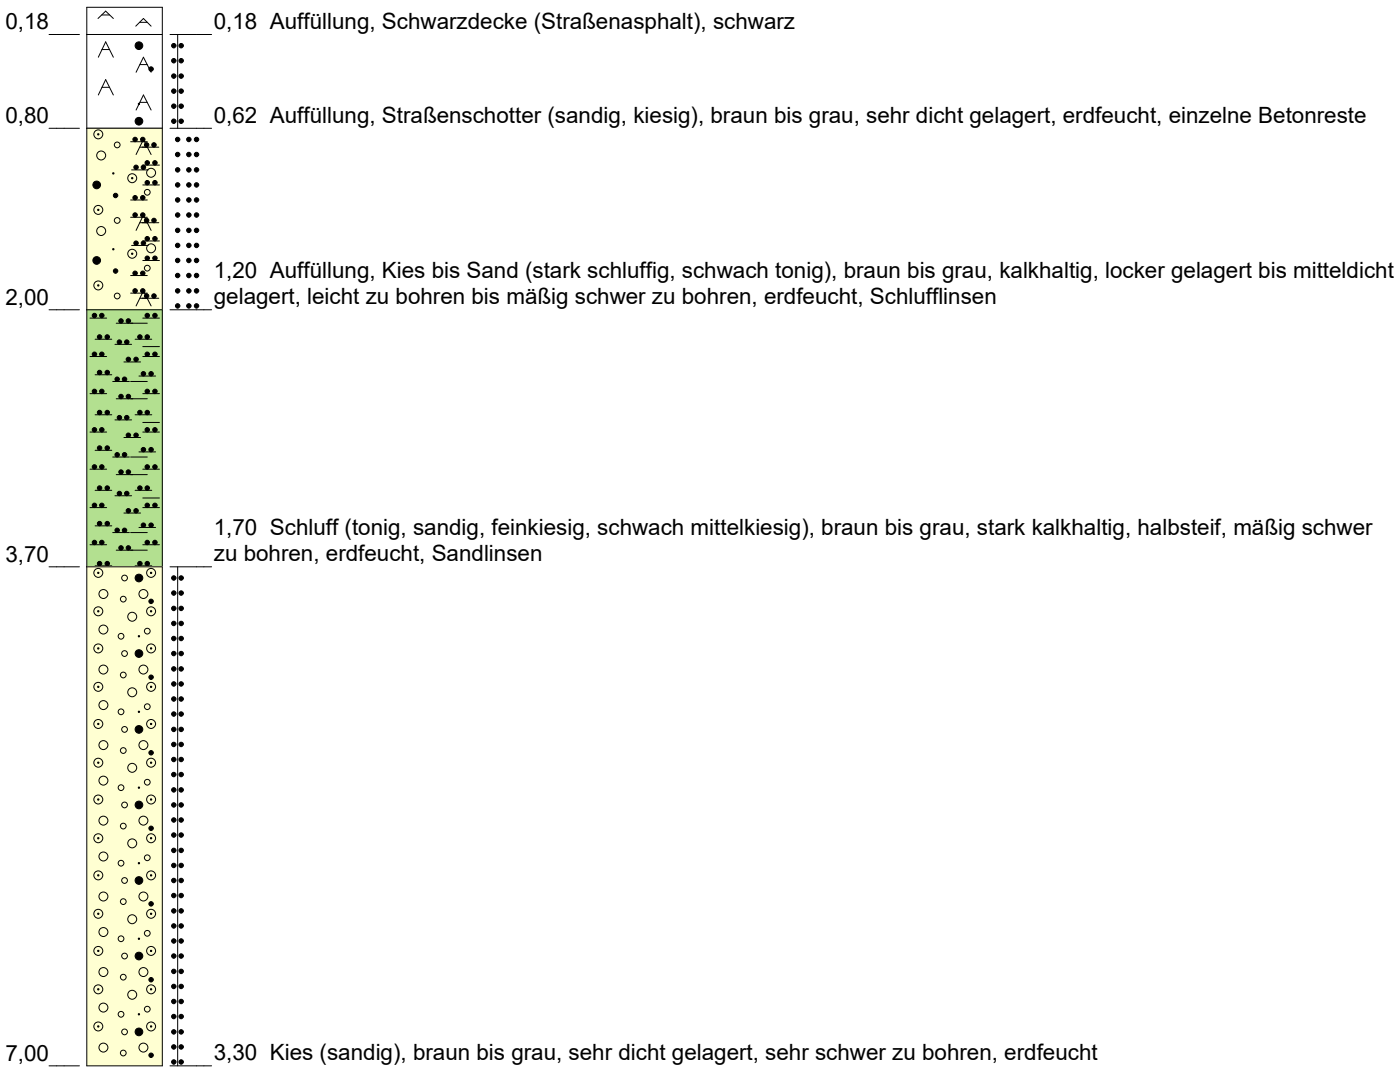 0,18 0,18 Auffüllung, Schwarzdecke (Straßenasphalt), schwarz
0,80 0,62 Auffüllung, Straßenschotter (sandig, kiesig), braun bis grau, sehr dicht gelagert, erdfeucht, einzelne Betonreste
1,20 Auffüllung, Kies bis Sand (stark schluffig, schwach tonig), braun bis grau, kalkhaltig, locker gelagert bis mitteldicht
2,00 gelagert, leicht zu bohren bis mäßig schwer zu bohren, erdfeucht, Schlufflinsen
1,70 Schluff (tonig, sandig, feinkiesig, schwach mittelkiesig), braun bis grau, stark kalkhaltig, halbsteif, mäßig schwer
3,70 zu bohren, erdfeucht, Sandlinsen
7,00 3,30 Kies (sandig), braun bis grau, sehr dicht gelagert, sehr schwer zu bohren, erdfeucht